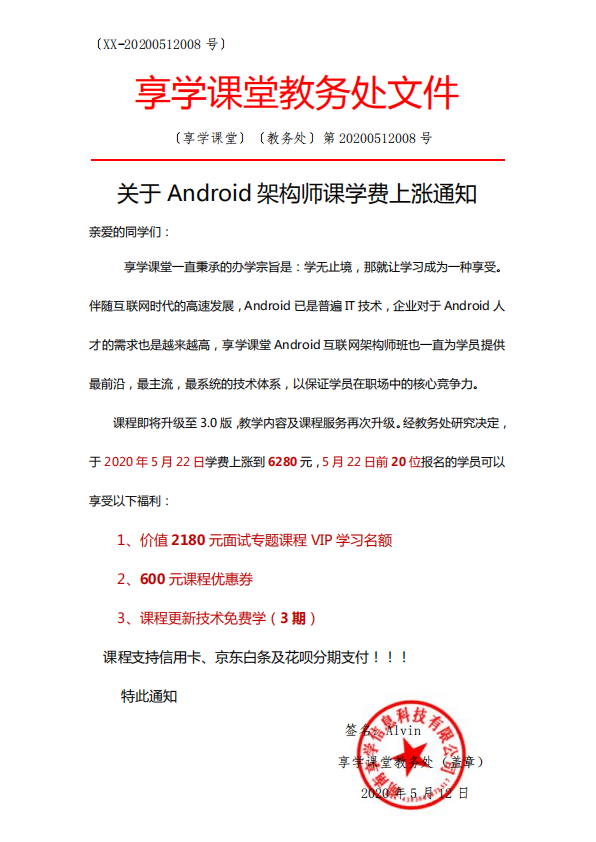 〔XX-20200512008 号〕
享学课堂教务处文件
〔享学课堂〕〔教务处〕第 20200512008 号
关于 Android 架构师课学费上涨通知
亲爱的同学们：
享学课堂一直秉承的办学宗旨是：学无止境，那就让学习成为一种享受。
伴随互联网时代的高速发展，Android 已是普遍 IT 技术，企业对于 Android 人
才的需求也是越来越高，享学课堂 Android 互联网架构师班也一直为学员提供
最前沿，最主流，最系统的技术体系，以保证学员在职场中的核心竞争力。
课程即将升级至 3.0 版，教学内容及课程服务再次升级。经教务处研究决定，
于 2020 年 5 月 22 日学费上涨到 6280 元，5 月 22 日前 20 位报名的学员可以
享受以下福利：
1、价值 2180 元面试专题课程 VIP 学习名额
2、600 元课程优惠券
3、课程更新技术免费学（3 期）
课程支持信用卡、京东白条及花呗分期支付！！！
特此通知
签名：Alvin
享学课堂教务处（盖章）
2020 年 5 月 12 日
湖南享学信息科技有限公司